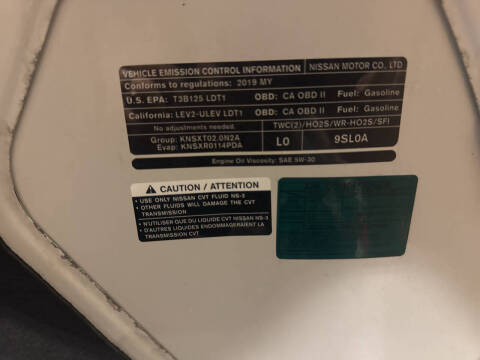 VEHICLE EMISSION CONTROL INFORMATION NISSAN MOTOR CO., LTD
Conforms to regulations: 2019 MY
U.S. EPA: T3B125 LDT1 OBD: CA OBD II Fuel: Gasoline
California: LEV2-ULEV LDT1 OBD: CA OBD II Fuel: Gasoline
No adjustments needed. TWC(2)/HO2S/WR-HO2S/SFI
Group: KNSXT02.0N2A
Evap: KNSXR0114PDA L0 9SL0A
Engine Oil Viscosity: SAE 5W-30
CAUTION / ATTENTION
• USE ONLY NISSAN CVT FLUID NS-3
• OTHER FLUIDS WILL DAMAGE THE CVT
TRANSMISSION
• N'UTILISER QUE DU LIQUIDE CVT NISSAN NS-3
• D'AUTRES LIQUIDES ENDOMMAGERAIENT LA
TRANSMISSION CVT